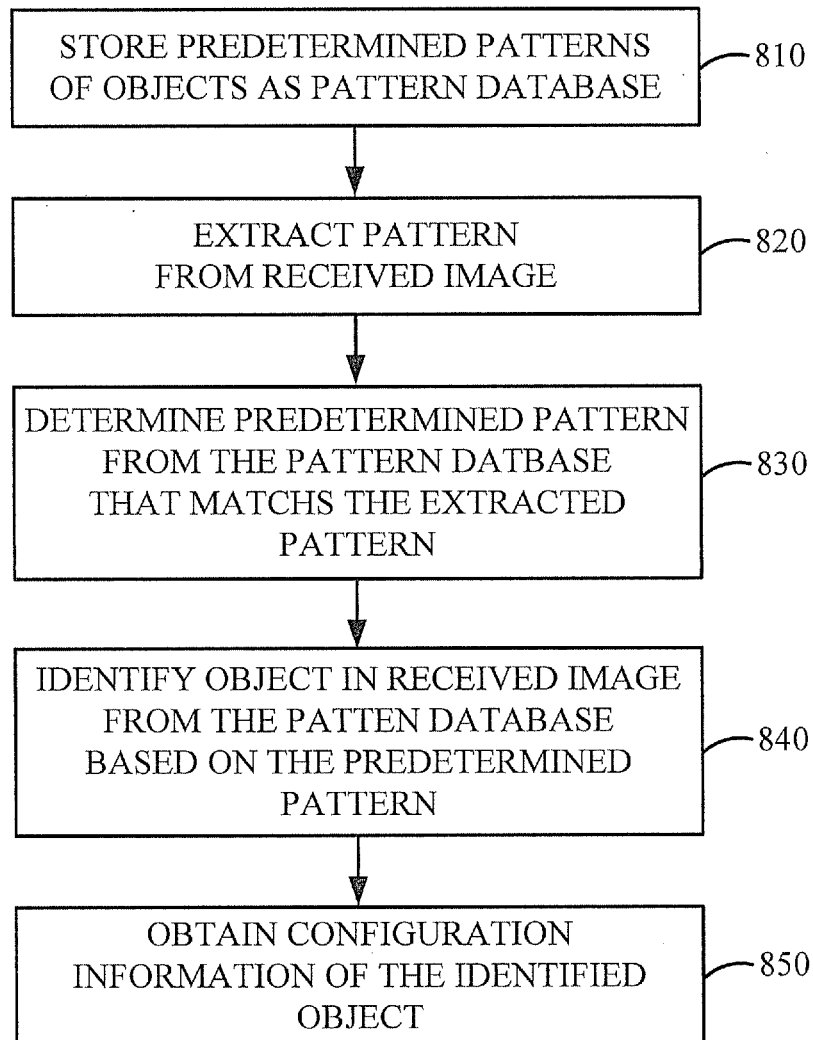 STORE PREDETERMINED PATTERNS
OF OBJECTS AS PATTERN DATABASE
810
EXTRACT PATTERN
FROM RECEIVED IMAGE
820
DETERMINE PREDETERMINED PATTERN
FROM THE PATTERN DATBASE
THAT MATCHS THE EXTRACTED
PATTERN
830
IDENTIFY OBJECT IN RECEIVED IMAGE
FROM THE PATTEN DATABASE
BASED ON THE PREDETERMINED
PATTERN
840
OBTAIN CONFIGURATION
INFORMATION OF THE IDENTIFIED
OBJECT
850